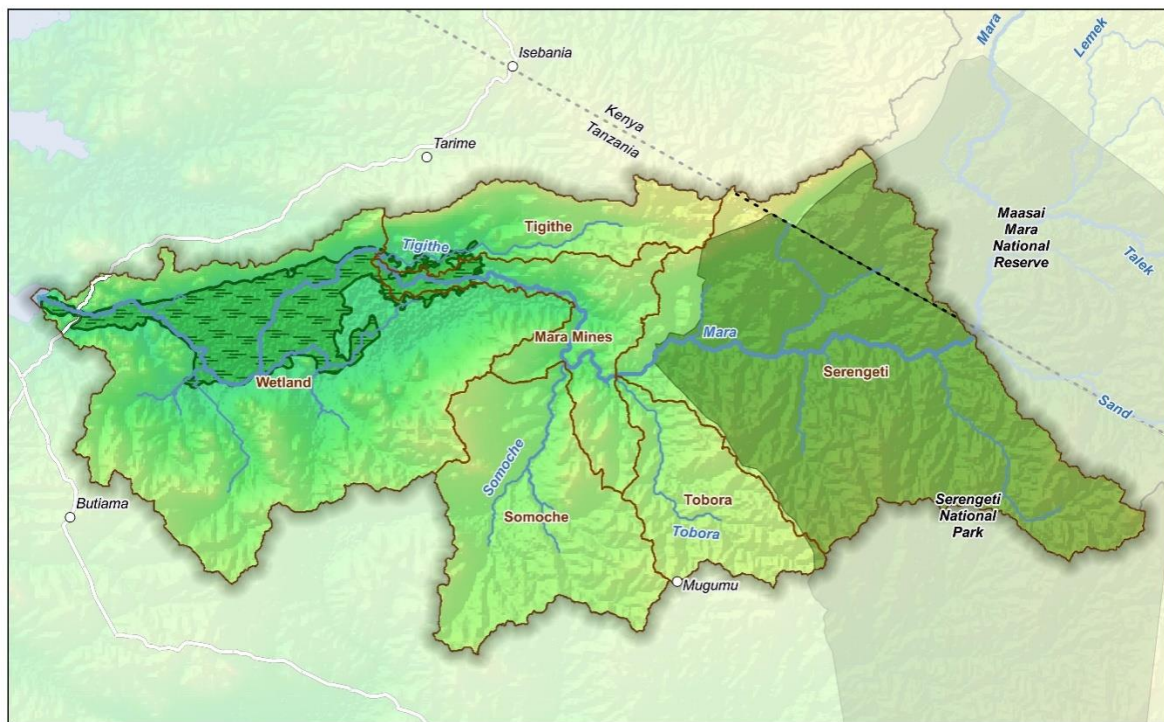 Mara
Lemek
Isebania
Kenya
Tanzania
Tarime
Maasai
Mara
National
Reserve
Tigithe
Tigithe
Talek
Mara Mines
Mara
Serengeti
Wetland
Sand
Somoche
Butiama
Somoche
Tobora
Tobora
Serengeti
National
Park
Mugumu